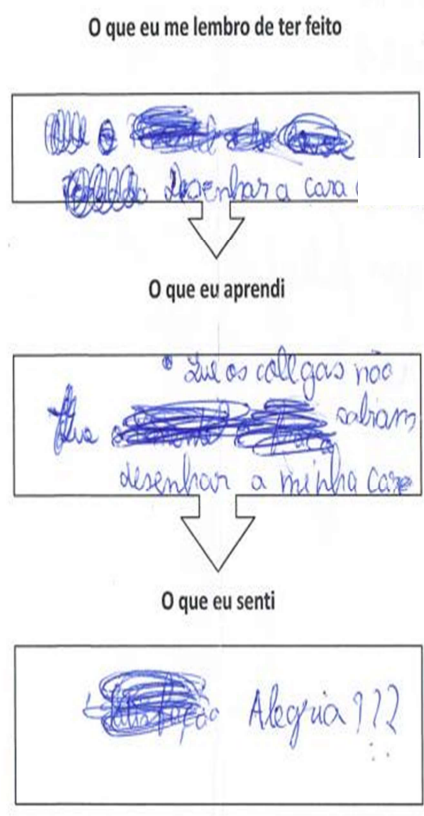 O que eu me lembro de ter feito
Desenhar a cara
O que eu aprendi
Que os collgas não
sabiam
desenhar a minha cara
O que eu senti
Alegria???